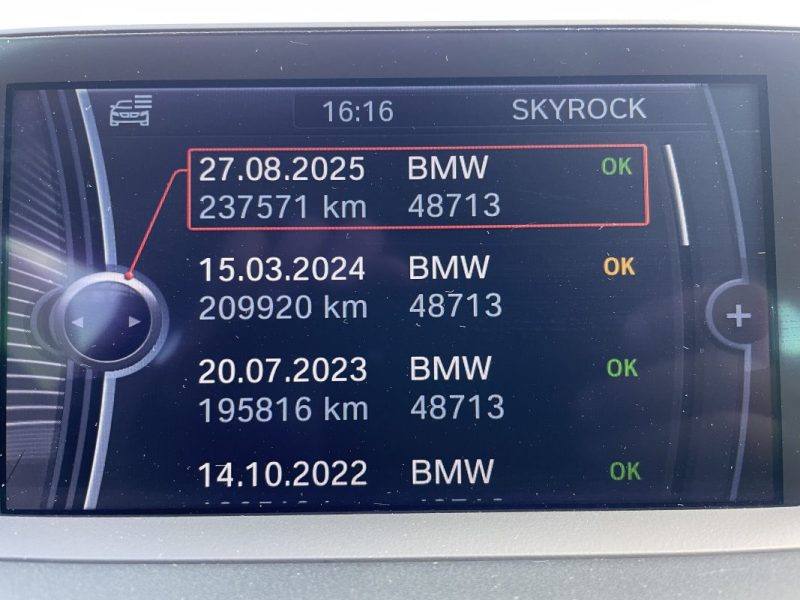 16:16 SKYROCK
27.08.2025 BMW OK
237571 km 48713
15.03.2024 BMW OK
209920 km 48713
20.07.2023 BMW OK
195816 km 48713
14.10.2022 BMW OK